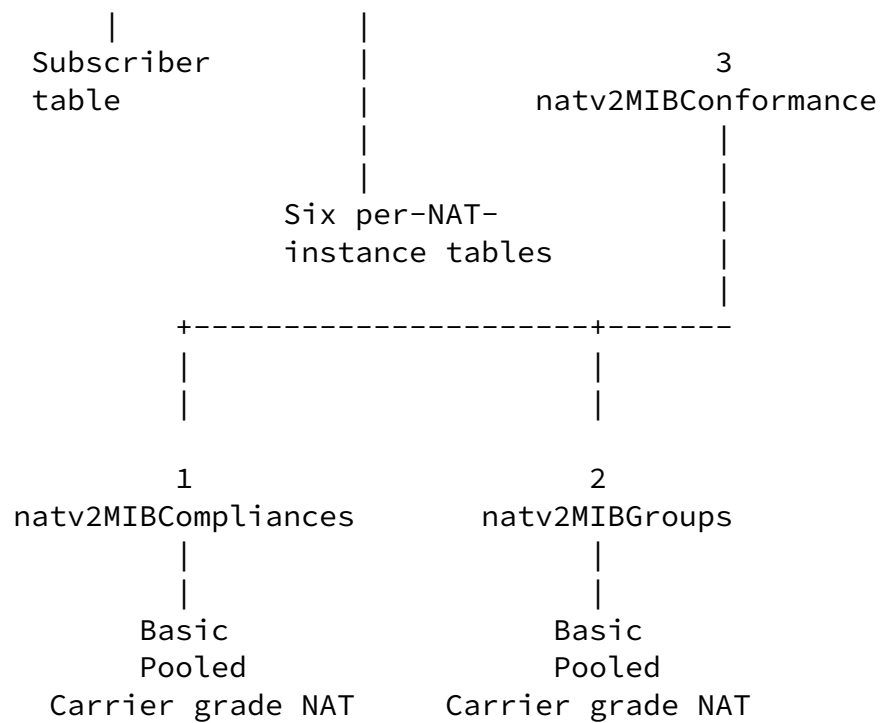 Subscriber 3
table natv2MIBConformance
Six per-NAT-
instance tables
1 2
natv2MIBCompliances natv2MIBGroups
Basic Basic
Pooled Pooled
Carrier grade NAT Carrier grade NAT